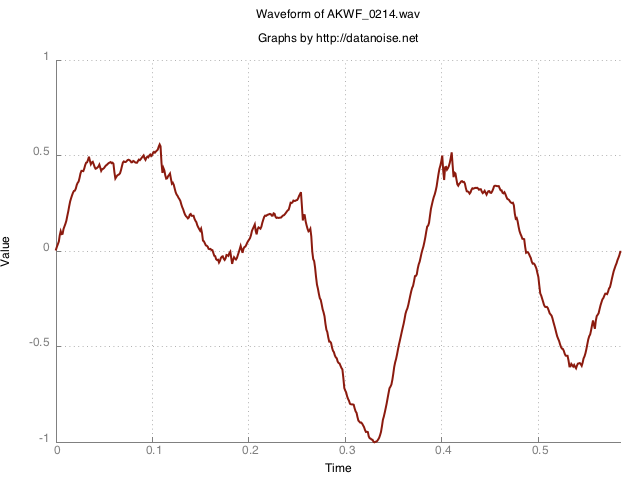 Waveform of AKWF_0214.wav
Graphs by http://datanoise.net
1
0.5
0
-0.5
-1
Value
0 0.1 0.2 0.3 0.4 0.5
Time